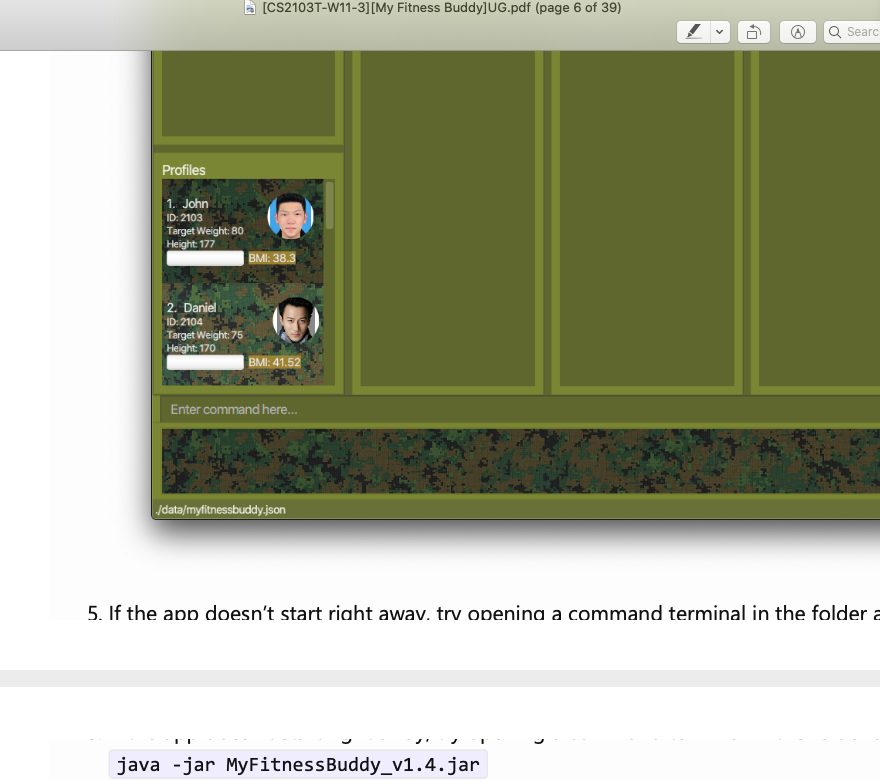 [CS2103T-W11-3][My Fitness Buddy]UG.pdf (page 6 of 39)
Searc
Profiles
1. John
ID: 2103
Target Weight: 80
Height: 177
BMI: 38.3
2. Daniel
ID: 2104
Target Weight: 75
Height: 170
BMI: 41.52
Enter command here...
./data/myfitnessbuddy.json
5. If the app doesn't start right away, try opening a command terminal in the folder a
java -jar MyFitnessBuddy_v1.4.jar